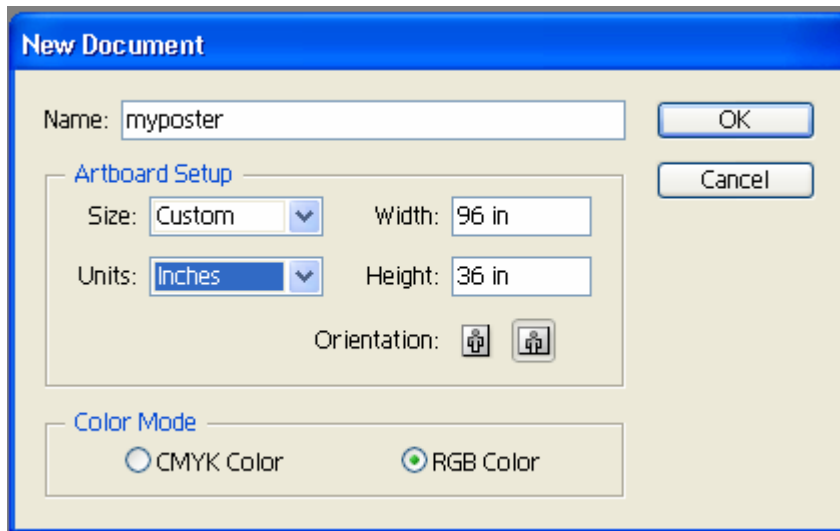 New Document
Name: myposter
OK
Cancel
Artboard Setup
Size: Custom Width: 96 in
Units: Inches Height: 36 in
Orientation:
Color Mode
CMYK Color RGB Color